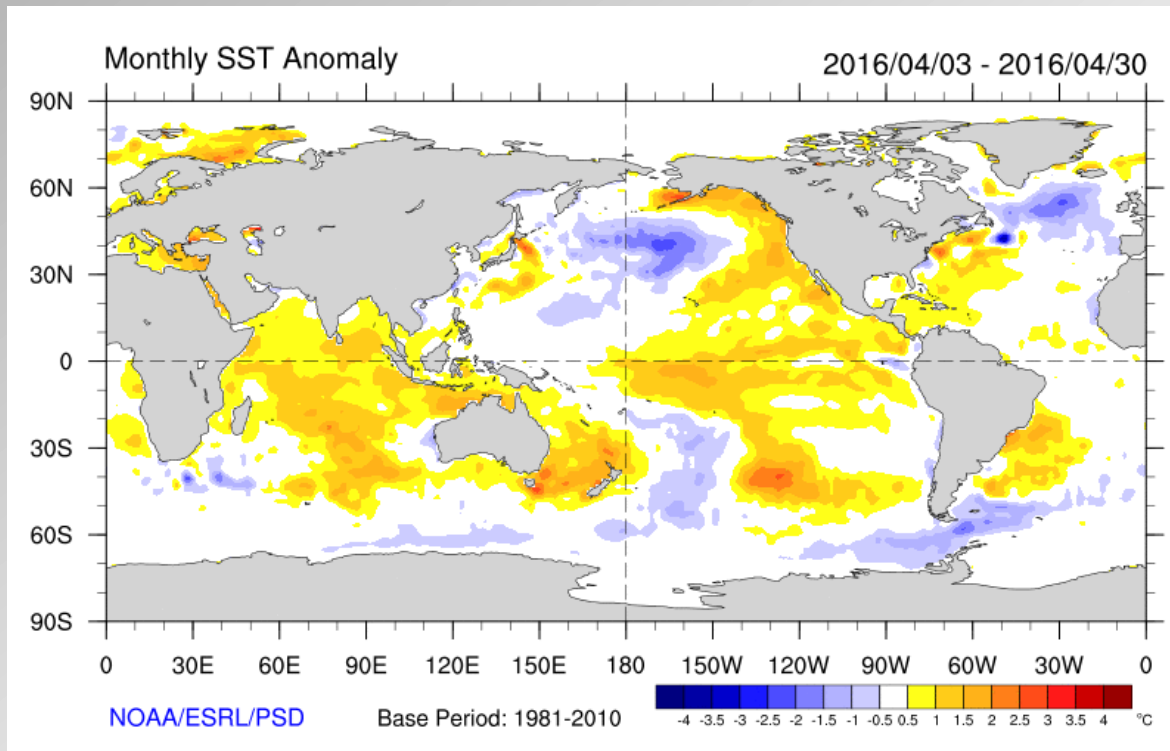 Monthly SST Anomaly
2016/04/03 - 2016/04/30
90N
60N
30N
0
30S
60S
90S
0 30E 60E 90E 120E 150E 180 150W 120W 90W 60W 30W 0
NOAA/ESRL/PSD
Base Period: 1981-2010
-4 -3.5 -3 -2.5 -2 -1.5 -1 -0.5 0.5 1 1.5 2 2.5 3 3.5 4 °C